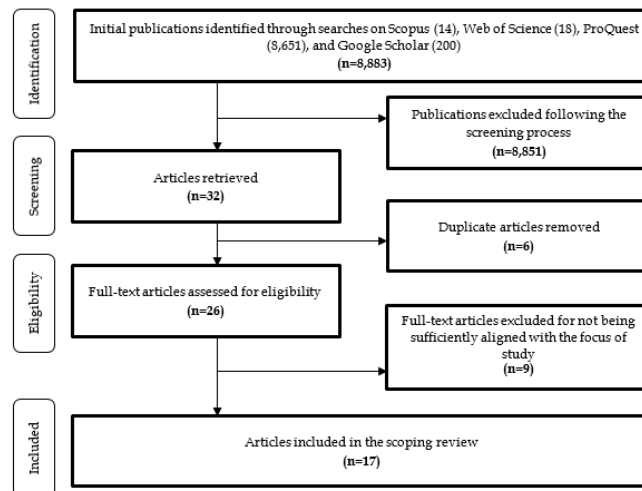 Identification
Initial publications identified through searches on Scopus (14), Web of Science (18), ProQuest
(8,651), and Google Scholar (200)
(n=8,883)
Publications excluded following the
screening process
(n=8,851)
Screening
Articles retrieved
(n=32)
Duplicate articles removed
(n=6)
Eligibility
Full-text articles assessed for eligibility
(n=26)
Full-text articles excluded for not being
sufficiently aligned with the focus of
study
(n=9)
Included
Articles included in the scoping review
(n=17)